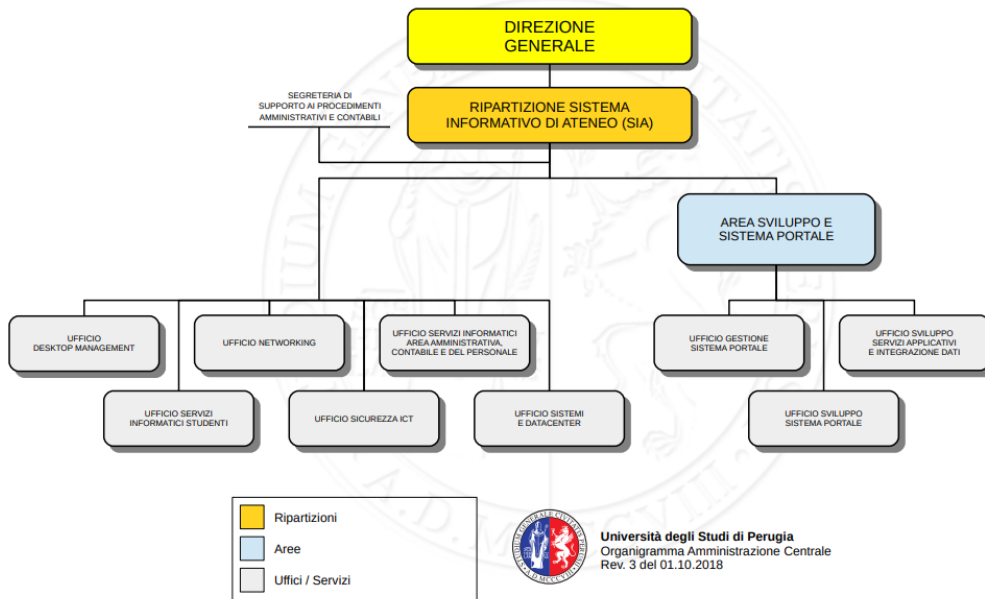 DIREZIONE
GENERALE
SEGRETERIA DI
SUPPORTO AI PROCEDIMENTI
AMMINISTRATIVI E CONTABILI
RIPARTIZIONE SISTEMA
INFORMATIVO DI ATENEO (SIA)
AREA SVILUPPO E
SISTEMA PORTALE
UFFICIO
DESKTOP MANAGEMENT
UFFICIO NETWORKING
UFFICIO SERVIZI INFORMATICI
AREA AMMINISTRATIVA,
CONTABILE E DEL PERSONALE
UFFICIO GESTIONE
SISTEMA PORTALE
UFFICIO SVILUPPO
SERVIZI APPLICATIVI
E INTEGRAZIONE DATI
UFFICIO SERVIZI
INFORMATICI STUDENTI
UFFICIO SICUREZZA ICT
UFFICIO SISTEMI
E DATACENTER
UFFICIO SVILUPPO
SISTEMA PORTALE
Ripartizioni
Aree
Uffici / Servizi
Università degli Studi di Perugia
Organigramma Amministrazione Centrale
Rev. 3 del 01.10.2018